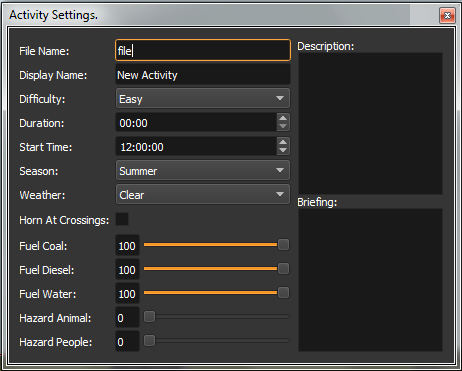 Activity Settings.
File Name: file
Description:
Display Name: New Activity
Difficulty: Easy
Duration: 00:00
Start Time: 12:00:00
Season: Summer
Weather: Clear
Briefing:
Horn At Crossings:
Fuel Coal: 100
Fuel Diesel: 100
Fuel Water: 100
Hazard Animal: 0
Hazard People: 0